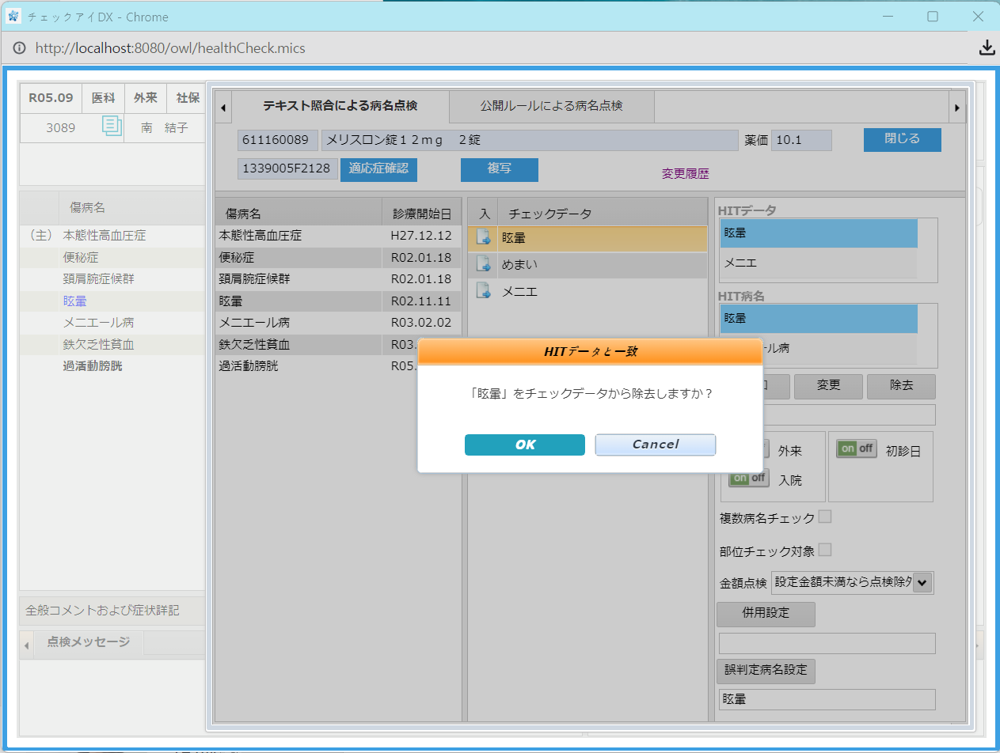 チェックアイDX - Chrome
http://localhost:8080/owl/healthCheck.mics
R05.09 医科 外来 社保
3089 南 結子
傷病名
(主) 本態性高血圧症
便秘症
頚肩腕症候群
眩暈
メニエール病
鉄欠乏性貧血
過活動膀胱
全般コメントおよび症状詳記
点検メッセージ
テキスト照合による病名点検 公開ルールによる病名点検
611160089 メリスロン錠12mg 2錠 薬価 10.1 閉じる
1339005F2128 適応症確認 複写 変更履歴
傷病名 診療開始日
本態性高血圧症 H27.12.12
便秘症 R02.01.18
頚肩腕症候群 R02.01.18
眩暈 R02.11.11
メニエール病 R03.02.02
鉄欠乏性貧血 R03.
過活動膀胱 R05.
入 チェックデータ
眩暈
めまい
メニエ
HITデータ
眩暈
メニエ
HIT病名
眩暈
ール病
変更 除去
HITデータと一致
「眩暈」をチェックデータから除去しますか？
OK Cancel
外来 on off 初診日
on off 入院
複数病名チェック
部位チェック対象
金額点検 設定金額未満なら点検除外
併用設定
誤判定病名設定
眩暈